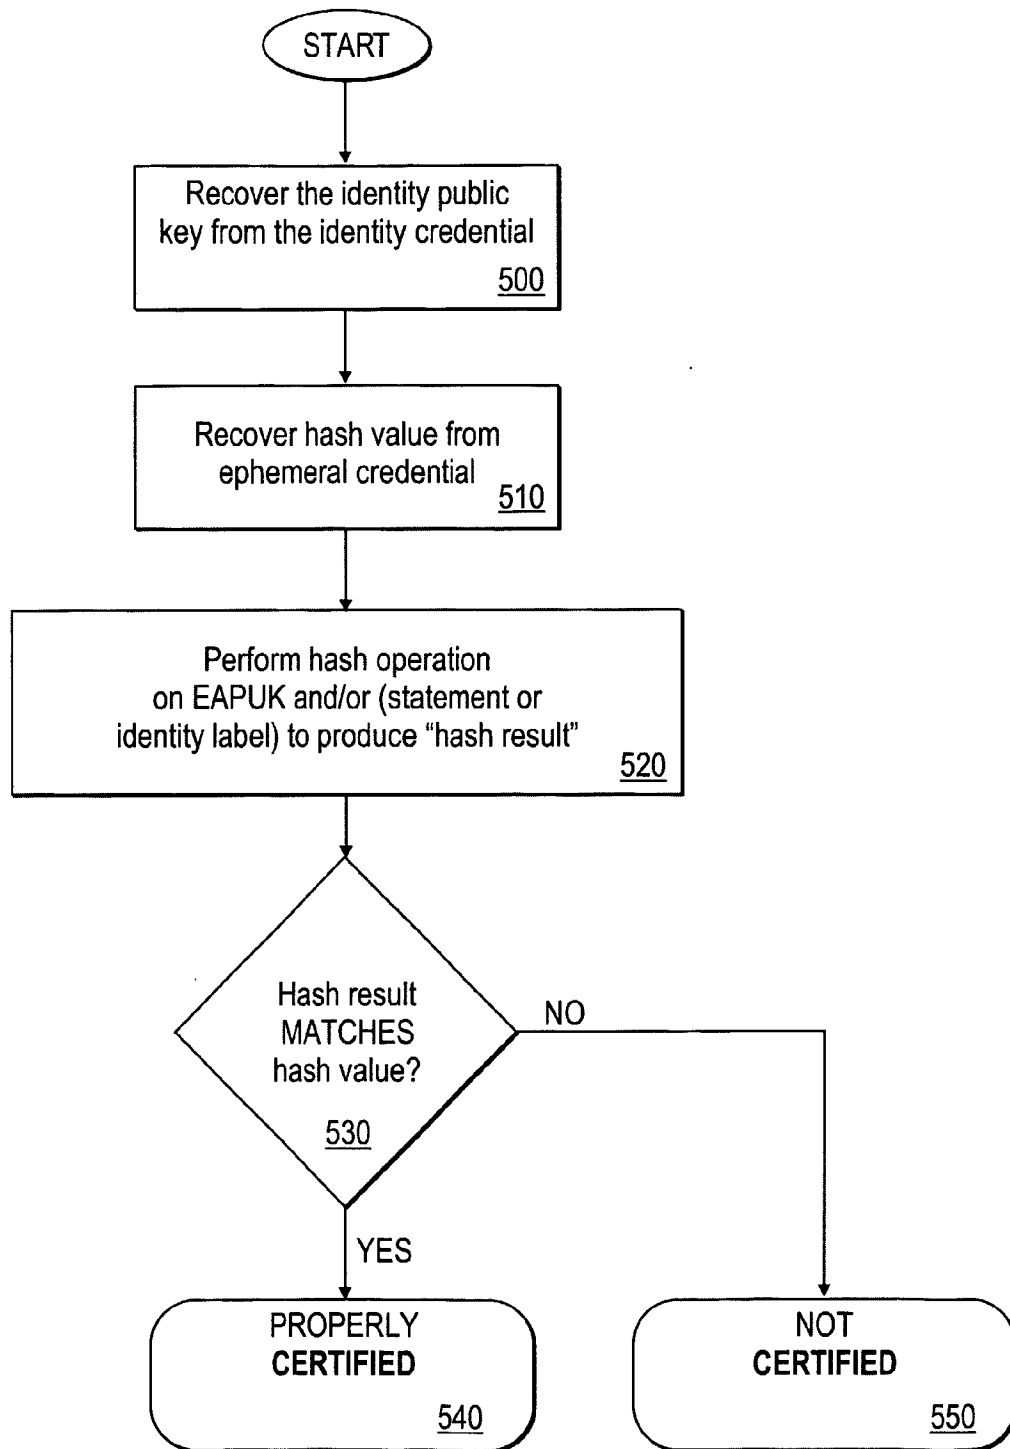 START
Recover the identity public
key from the identity credential
500
Recover hash value from
ephemeral credential
510
Perform hash operation
on EAPUK and/or (statement or
identity label) to produce “hash result”
520
Hash result
MATCHES
hash value?
530
NO
YES
PROPERLY
CERTIFIED
540
NOT
CERTIFIED
550